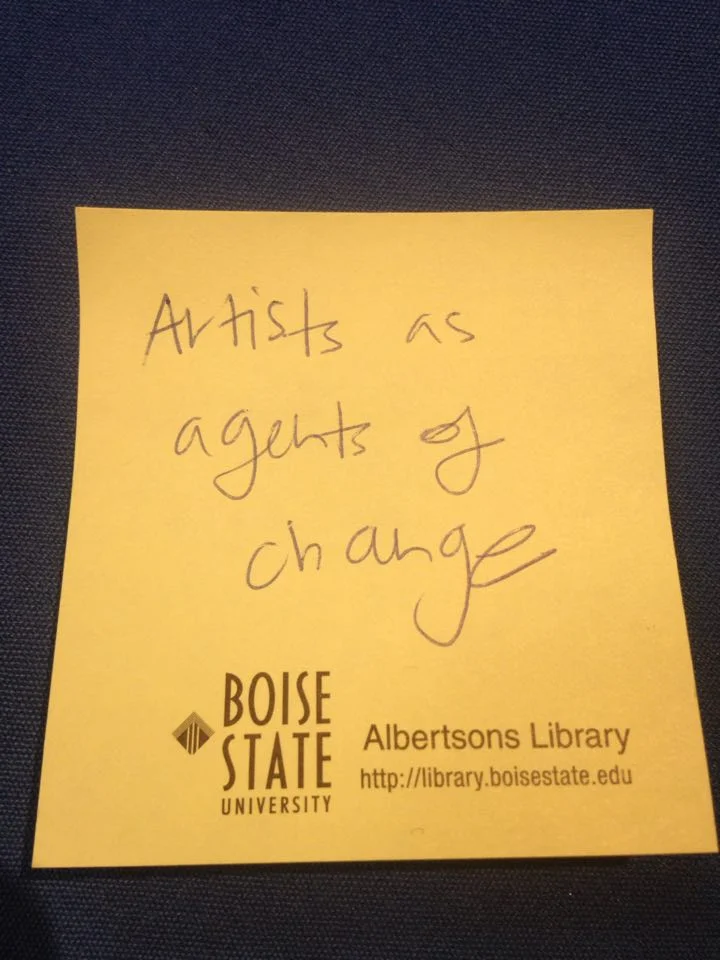 Artists as
agents of
change
BOISE
STATE
UNIVERSITY
Albertsons Library
http://library.boisestate.edu